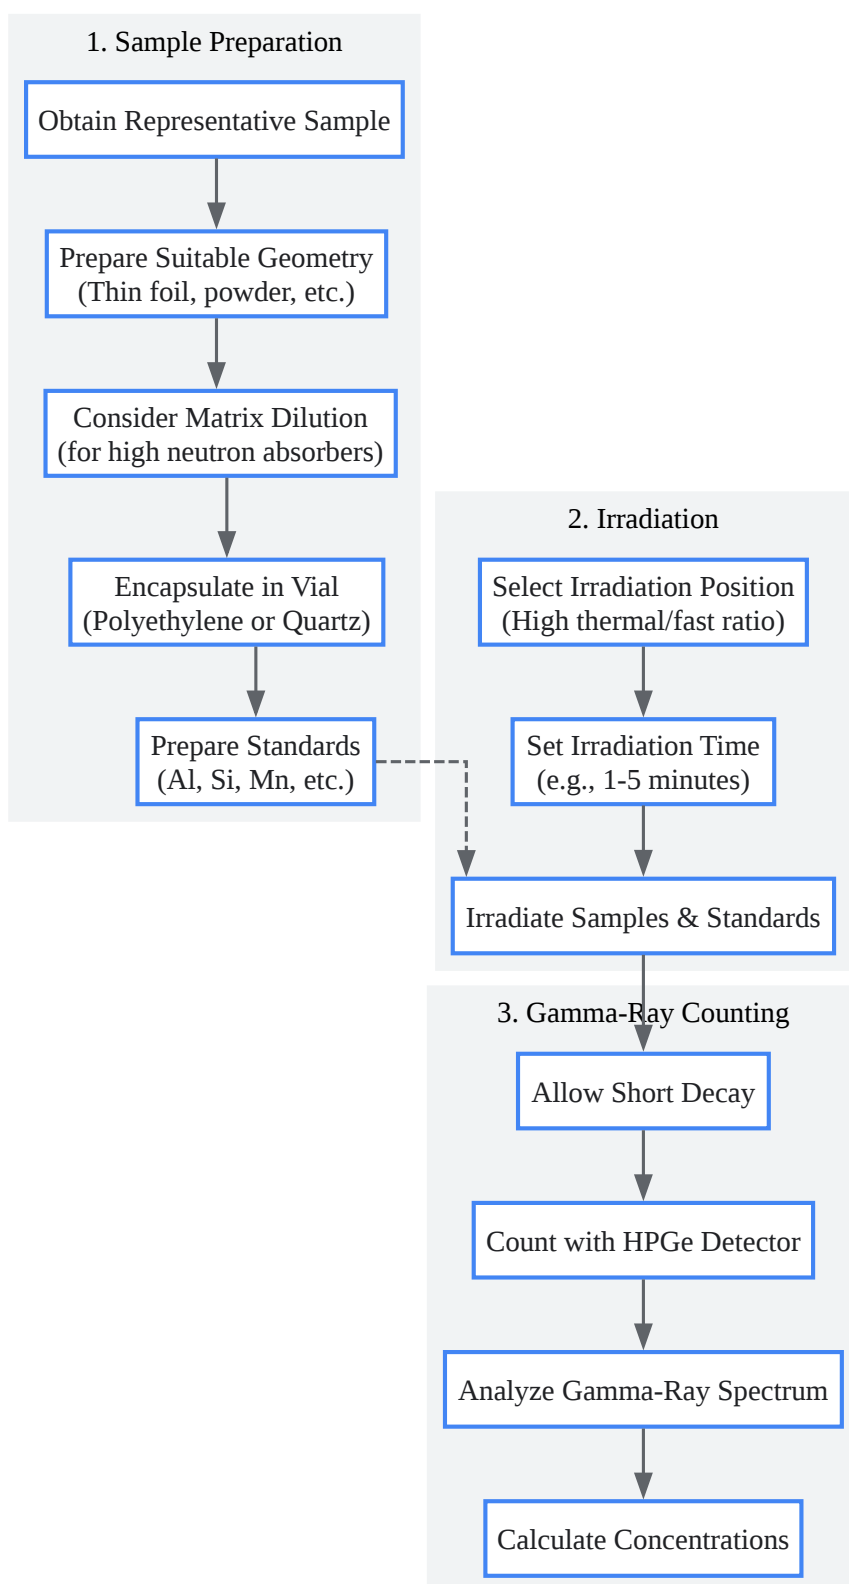 1. Sample Preparation
Obtain Representative Sample
Prepare Suitable Geometry
(Thin foil, powder, etc.)
Consider Matrix Dilution
(for high neutron absorbers)
Encapsulate in Vial
(Polyethylene or Quartz)
Prepare Standards
(Al, Si, Mn, etc.)
2. Irradiation
Select Irradiation Position
(High thermal/fast ratio)
Set Irradiation Time
(e.g., 1-5 minutes)
Irradiate Samples & Standards
3. Gamma-Ray Counting
Allow Short Decay
Count with HPGe Detector
Analyze Gamma-Ray Spectrum
Calculate Concentrations